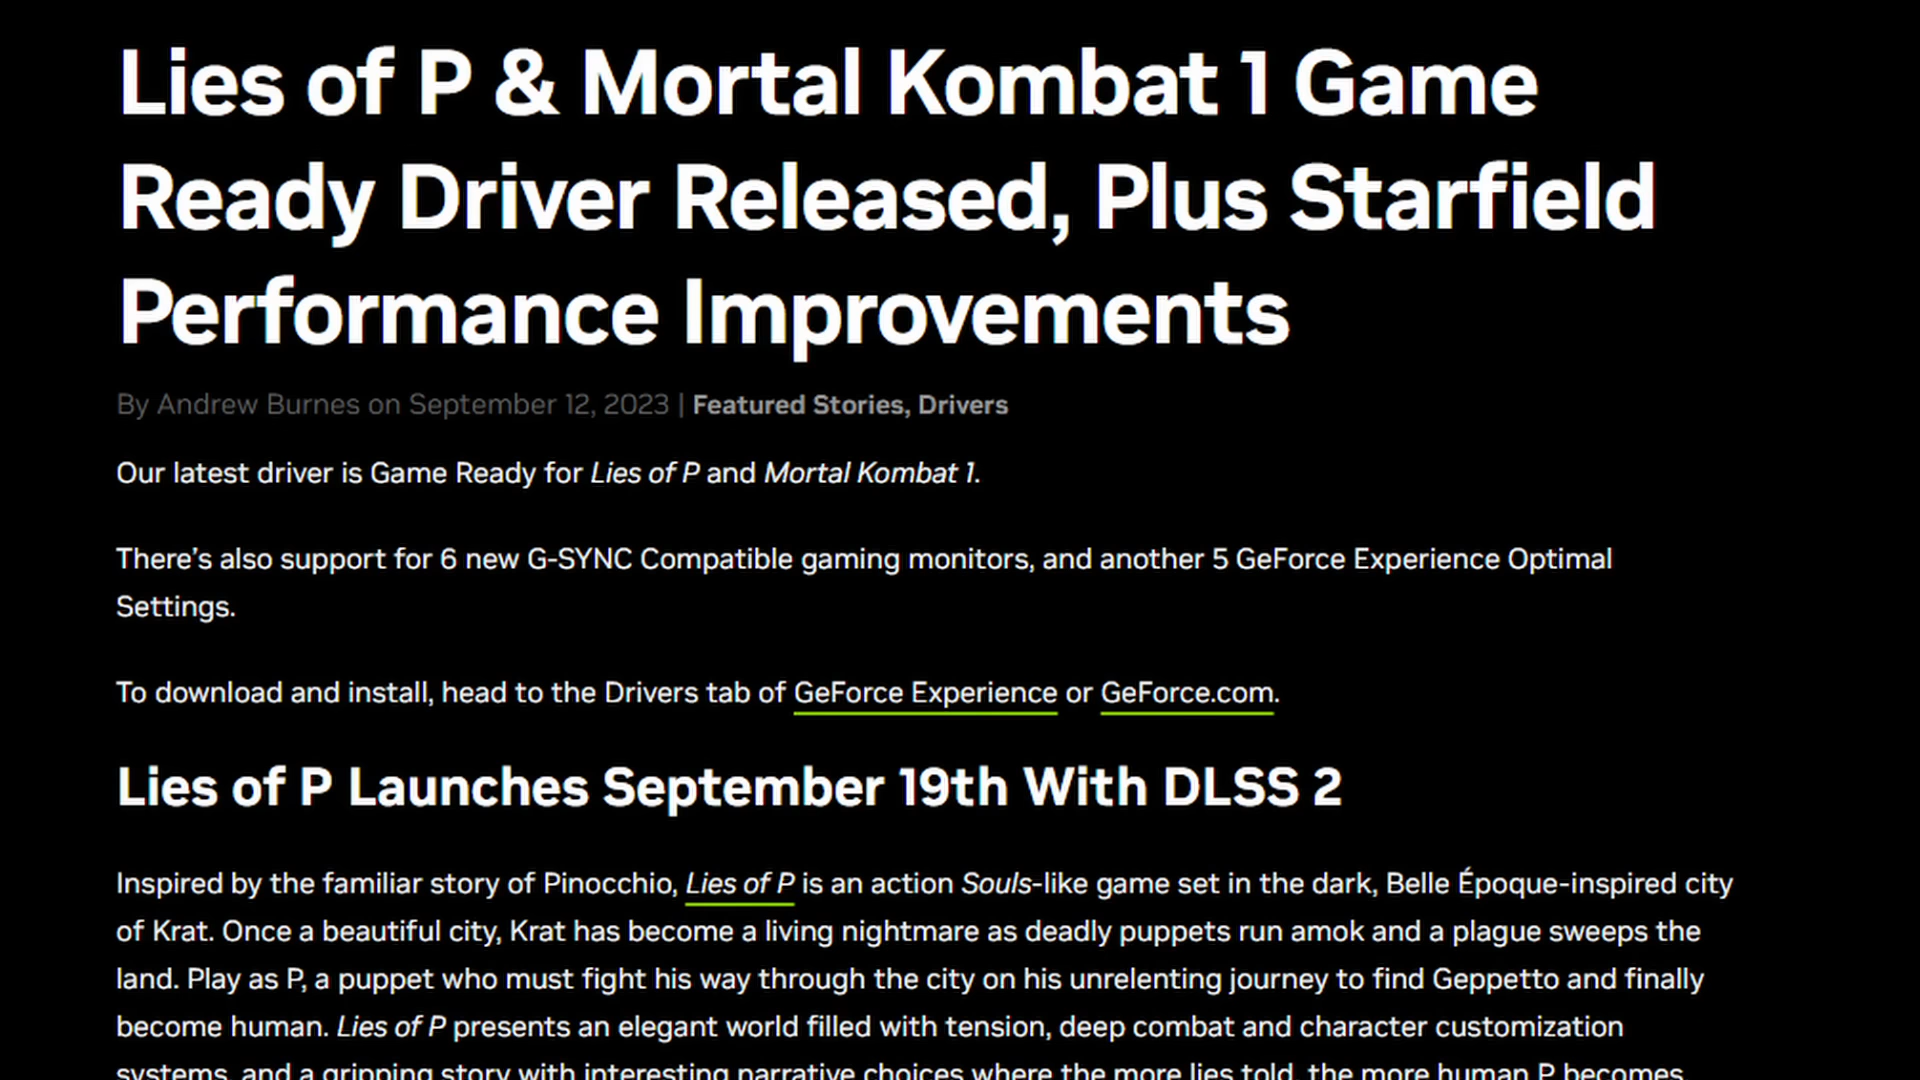 Lies of P & Mortal Kombat 1 Game
Ready Driver Released, Plus Starfield
Performance Improvements
By Andrew Burnes on September 12, 2023 | Featured Stories, Drivers
Our latest driver is Game Ready for Lies of P and Mortal Kombat 1.
There's also support for 6 new G-SYNC Compatible gaming monitors, and another 5 GeForce Experience Optimal
Settings.
To download and install, head to the Drivers tab of GeForce Experience or GeForce.com.
Lies of P Launches September 19th With DLSS 2
Inspired by the familiar story of Pinocchio, Lies of P is an action Souls-like game set in the dark, Belle Époque-inspired city
of Krat. Once a beautiful city, Krat has become a living nightmare as deadly puppets run amok and a plague sweeps the
land. Play as P, a puppet who must fight his way through the city on his unrelenting journey to find Geppetto and finally
become human. Lies of P presents an elegant world filled with tension, deep combat and character customization
systems, and a gripping story with interesting narrative choices where the more lies told, the more human P becomes